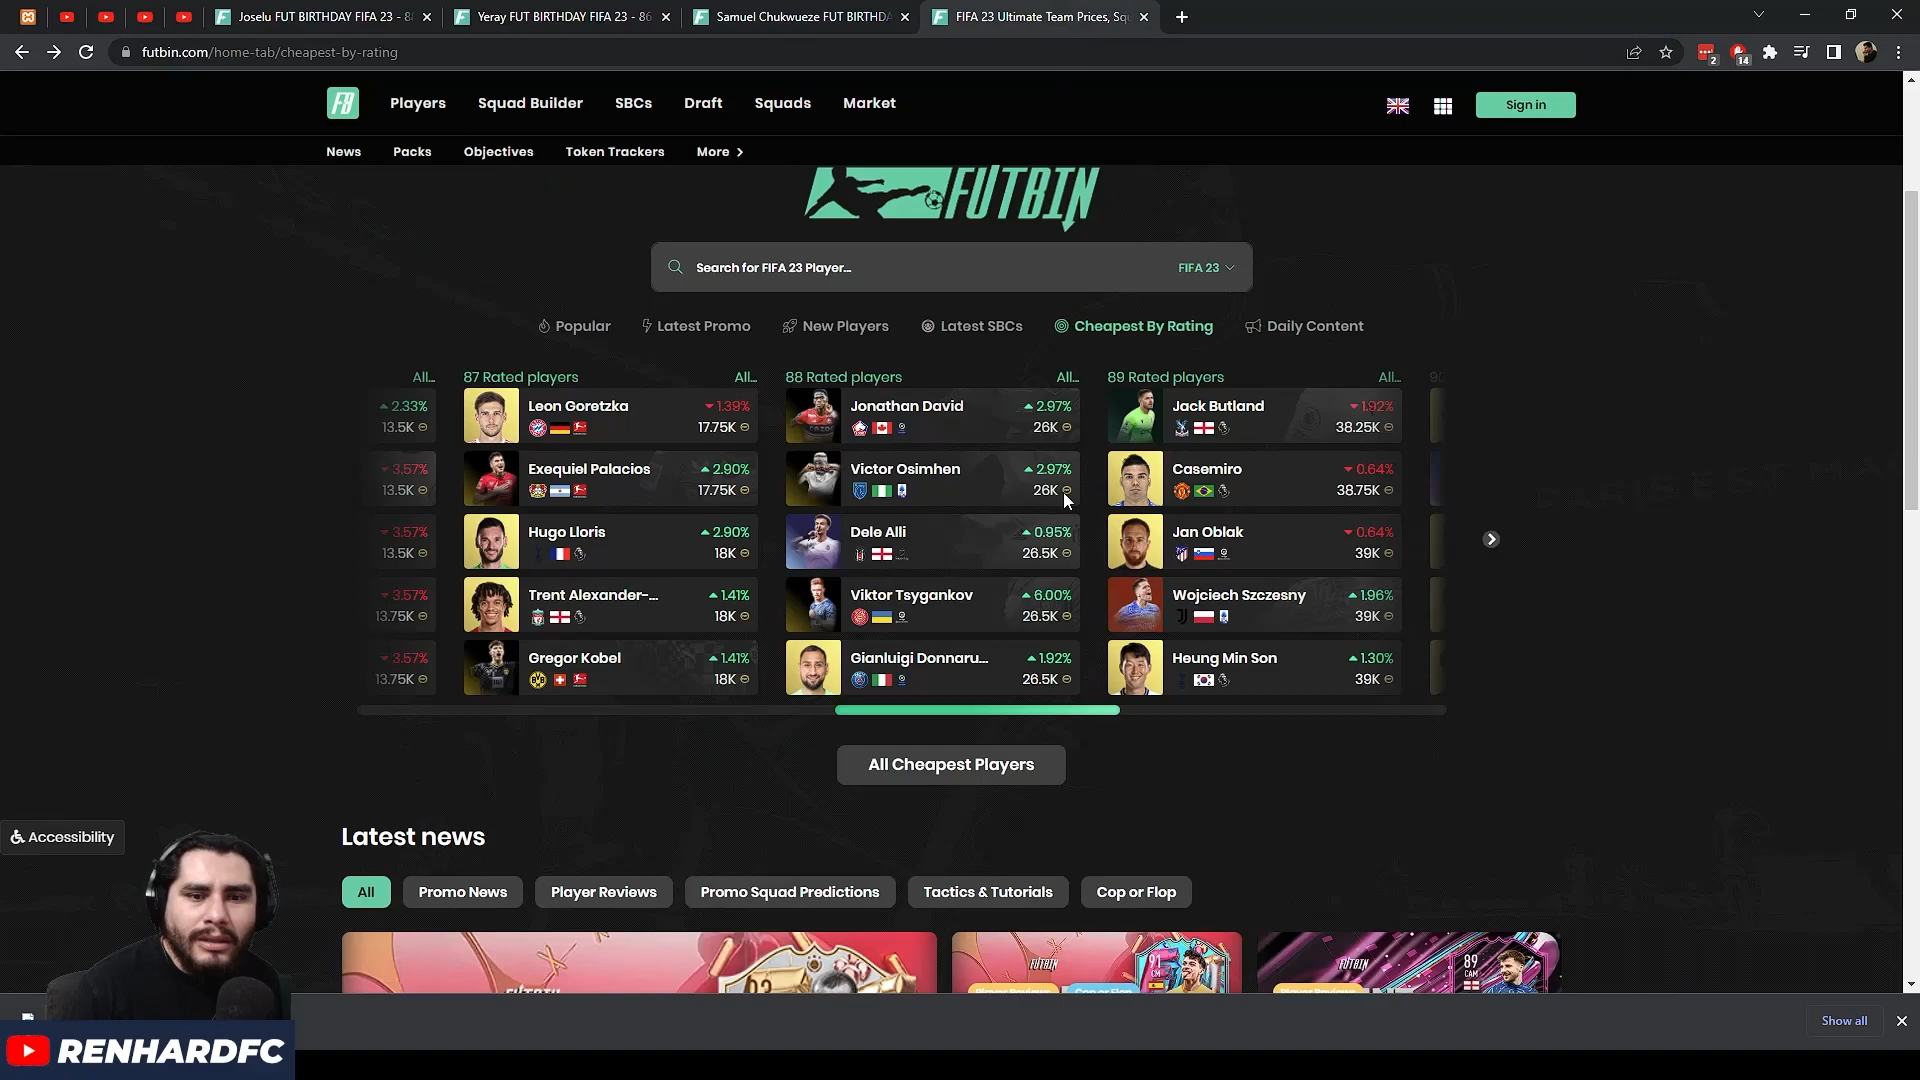 Joselu FUT BIRTHDAY FIFA 23 - 8
Yeray FUT BIRTHDAY FIFA 23 - 86
Samuel Chukwueze FUT BIRTHDA
FIFA 23 Ultimate Team Prices, Squ
futbin.com/home-tab/cheapest-by-rating
2
14
Players
Squad Builder
SBCs
Draft
Squads
Market
Sign in
News
Packs
Objectives
Token Trackers
More
FUTBIN
Search for FIFA 23 Player...
FIFA 23
Popular
Latest Promo
New Players
Latest SBCs
Cheapest By Rating
Daily Content
All...
2.33%
13.5K
3.57%
13.5K
3.57%
13.5K
3.57%
13.75K
3.57%
13.75K
87 Rated players
All...
Leon Goretzka
1.39%
17.75K
Exequiel Palacios
2.90%
17.75K
Hugo Lloris
2.90%
18K
Trent Alexander-...
1.41%
18K
Gregor Kobel
1.41%
18K
88 Rated players
All...
Jonathan David
2.97%
26K
Victor Osimhen
2.97%
26K
Dele Alli
0.95%
26.5K
Viktor Tsygankov
6.00%
26.5K
Gianluigi Donnaru...
1.92%
26.5K
89 Rated players
All...
Jack Butland
1.92%
38.25K
Casemiro
0.64%
38.75K
Jan Oblak
0.64%
39K
Wojciech Szczesny
1.96%
39K
Heung Min Son
1.30%
39K
All Cheapest Players
Accessibility
Latest news
All
Promo News
Player Reviews
Promo Squad Predictions
Tactics & Tutorials
Cop or Flop
FUTBIN
91
CM
FUTBIN
89
CAM
Show all
RENHARDFC